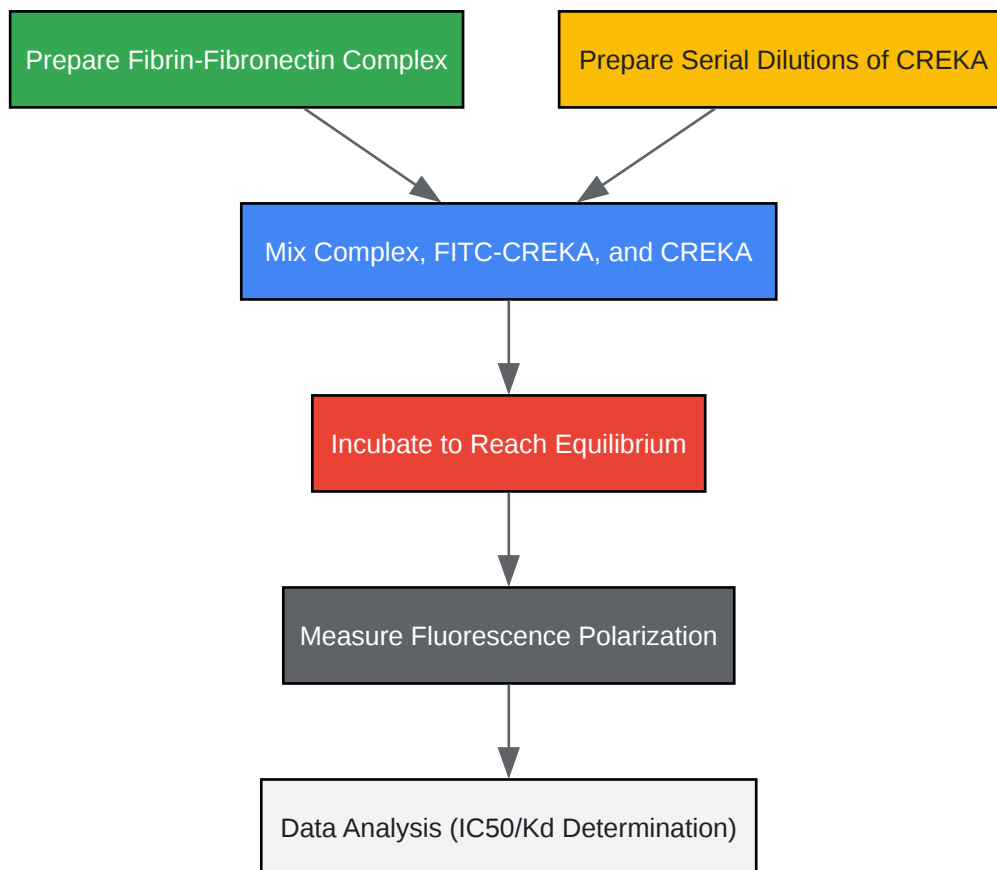 Prepare Fibrin-Fibronectin Complex
Prepare Serial Dilutions of CREKA
Mix Complex, FITC-CREKA, and CREKA
Incubate to Reach Equilibrium
Measure Fluorescence Polarization
Data Analysis (IC50/Kd Determination)